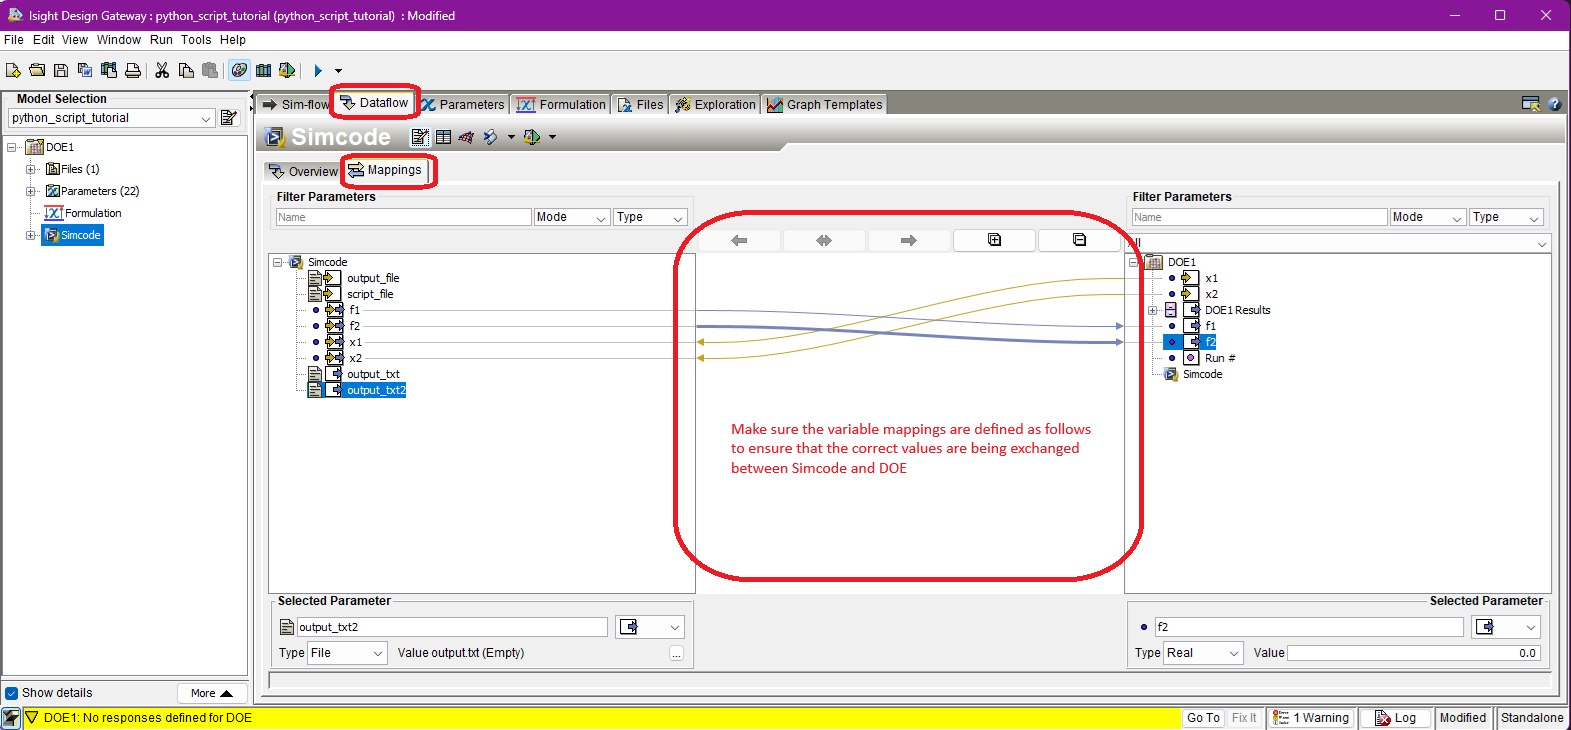 Isight Design Gateway : python_script_tutorial (python_script_tutorial) : Modified
File Edit View Window Run Tools Help
Model Selection
python_script_tutorial
DOE1
Files (1)
Parameters (22)
Formulation
Simcode
Show details
More
Sim-flow
Dataflow
Parameters
Formulation
Files
Exploration
Graph Templates
Simcode
Overview
Mappings
Filter Parameters
Name
Mode
Type
Simcode
output_file
script_file
f1
f2
x1
x2
output_txt
output_txt2
Make sure the variable mappings are defined as follows
to ensure that the correct values are being exchanged
between Simcode and DOE
Filter Parameters
Name
Mode
Type
DOE1
x1
x2
DOE1 Results
f1
f2
Run #
Simcode
Selected Parameter
output_txt2
Type File Value output.txt (Empty) ...
Selected Parameter
f2
Type Real Value 0.0
DOE1: No responses defined for DOE
Go To Fix It 1 Warning Log Modified Standalone